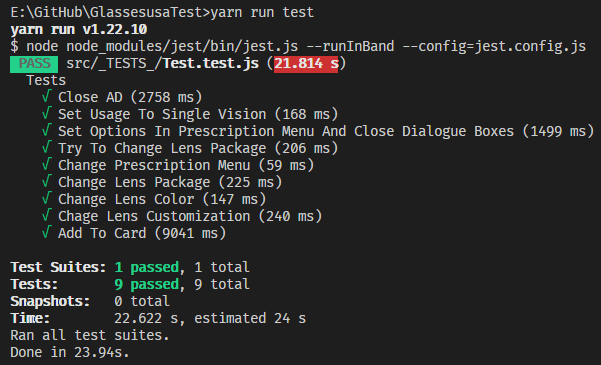 E:\GitHub\GlassesusaTest>yarn run test
yarn run v1.22.10
$ node node_modules/jest/bin/jest.js --runInBand --config=jest.config.js
PASS src/_TESTS_/Test.test.js (21.814 s)
Tests
√ Close AD (2758 ms)
√ Set Usage To Single Vision (168 ms)
√ Set Options In Prescription Menu And Close Dialogue Boxes (1499 ms)
√ Try To Change Lens Package (206 ms)
√ Change Prescription Menu (59 ms)
√ Change Lens Package (225 ms)
√ Change Lens Color (147 ms)
√ Chage Lens Customization (240 ms)
√ Add To Card (9041 ms)
Test Suites: 1 passed, 1 total
Tests: 9 passed, 9 total
Snapshots: 0 total
Time: 22.622 s, estimated 24 s
Ran all test suites.
Done in 23.94s.